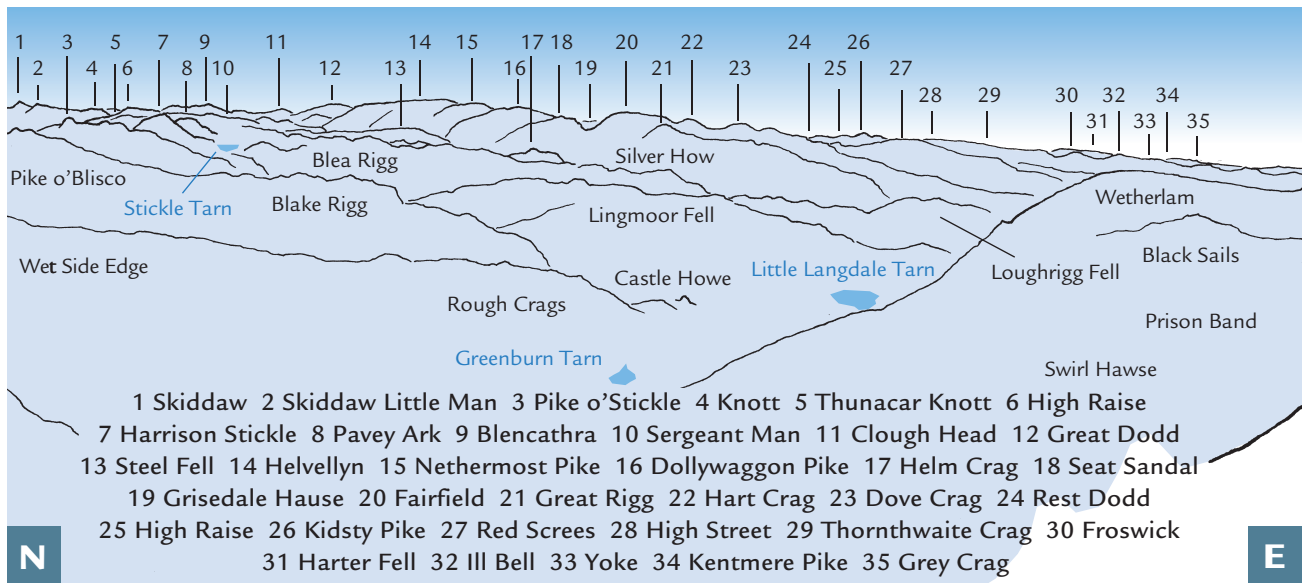 1 3 5 7 9 11 14 15 17 18 20 22 24 26
2 4 6 8 10 12 13 16 19 21 23 25 27 28 29 30 31 32 33 34 35
Blea Rigg
Silver How
Pike o’Blisco
Stickle Tarn
Blake Rigg
Lingmoor Fell
Wetherlam
Wet Side Edge
Castle Howe
Little Langdale Tarn
Loughrigg Fell
Black Sails
Rough Crags
Prison Band
Greenburn Tarn
Swirl Hawse
1 Skiddaw 2 Skiddaw Little Man 3 Pike o’Stickle 4 Knott 5 Thunacar Knott 6 High Raise
7 Harrison Stickle 8 Pavey Ark 9 Blencathra 10 Sergeant Man 11 Clough Head 12 Great Dodd
13 Steel Fell 14 Helvellyn 15 Nethermost Pike 16 Dollywaggon Pike 17 Helm Crag 18 Seat Sandal
19 Grisedale Hause 20 Fairfield 21 Great Rigg 22 Hart Crag 23 Dove Crag 24 Rest Dodd
25 High Raise 26 Kidsty Pike 27 Red Screes 28 High Street 29 Thornthwaite Crag 30 Froswick
31 Harter Fell 32 Ill Bell 33 Yoke 34 Kentmere Pike 35 Grey Crag
N
E